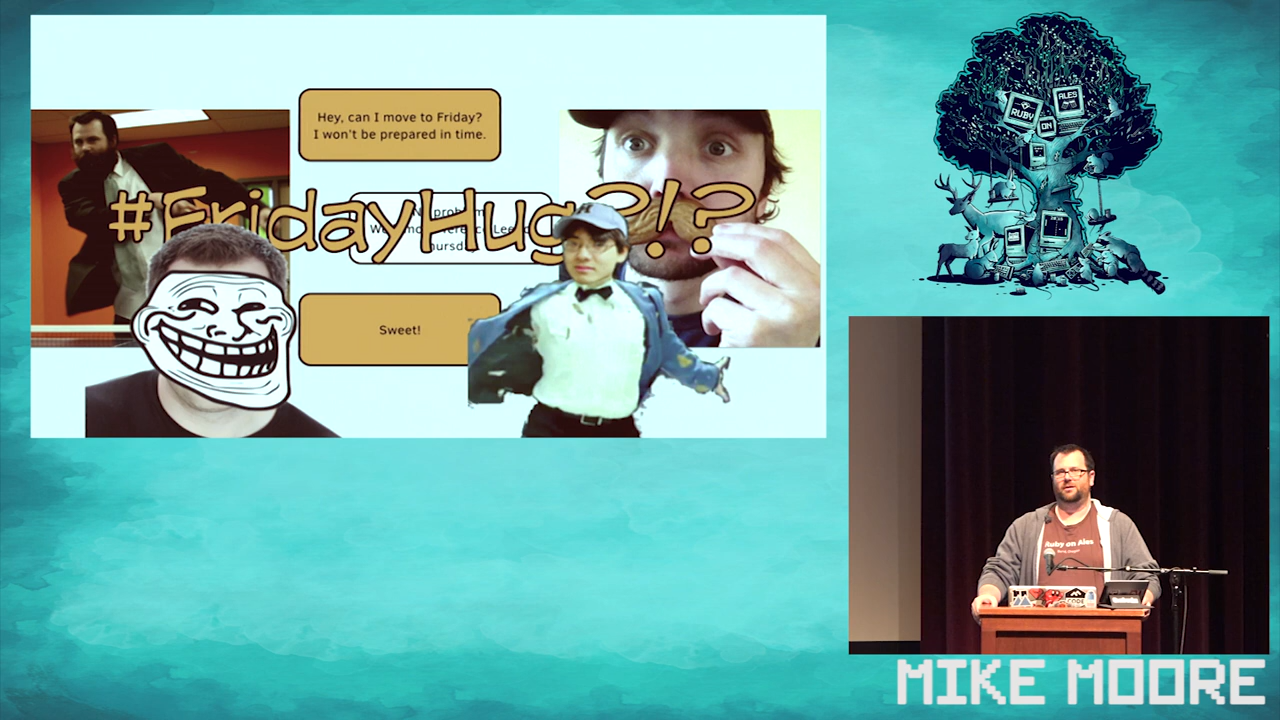 Hey, can I move to Friday?
I won't be prepared in time.
#FridayHug?!?
Sweet!
RUBY
ON
ALES
Ruby on Ales
CODE
MIKE MOORE